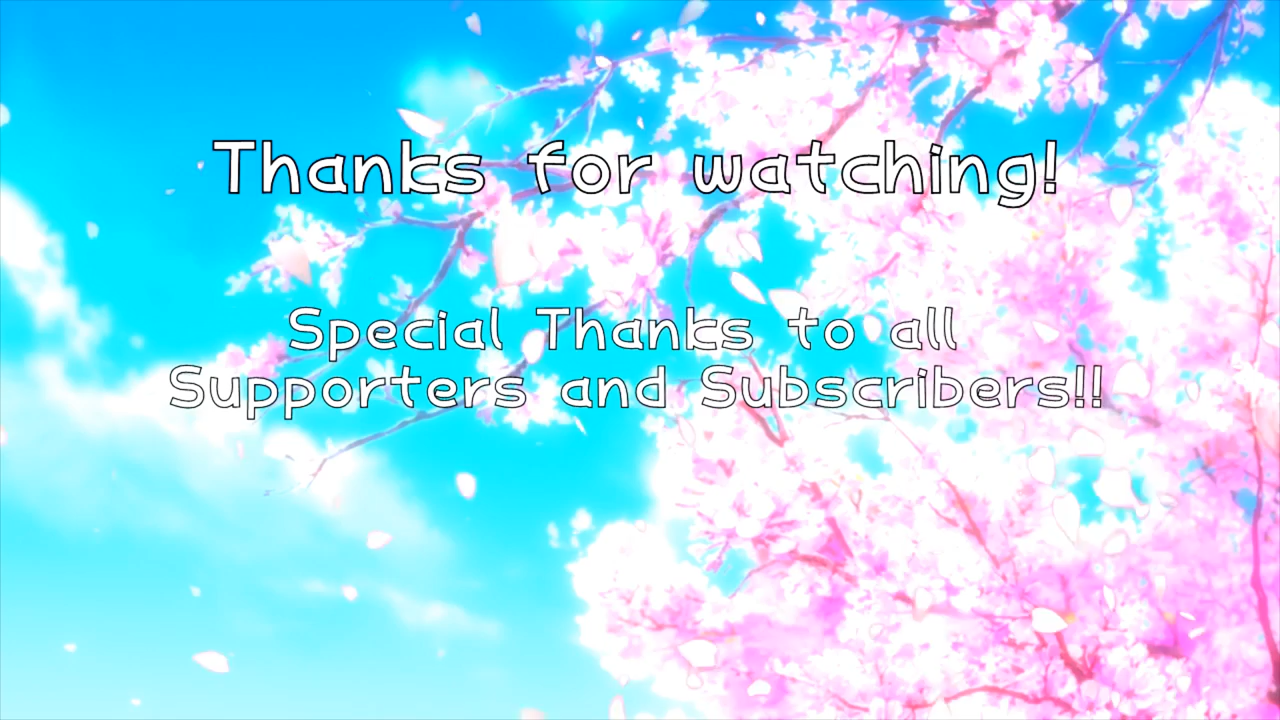 Thanks for watching!
Special Thanks to all
Supporters and Subscribers!!